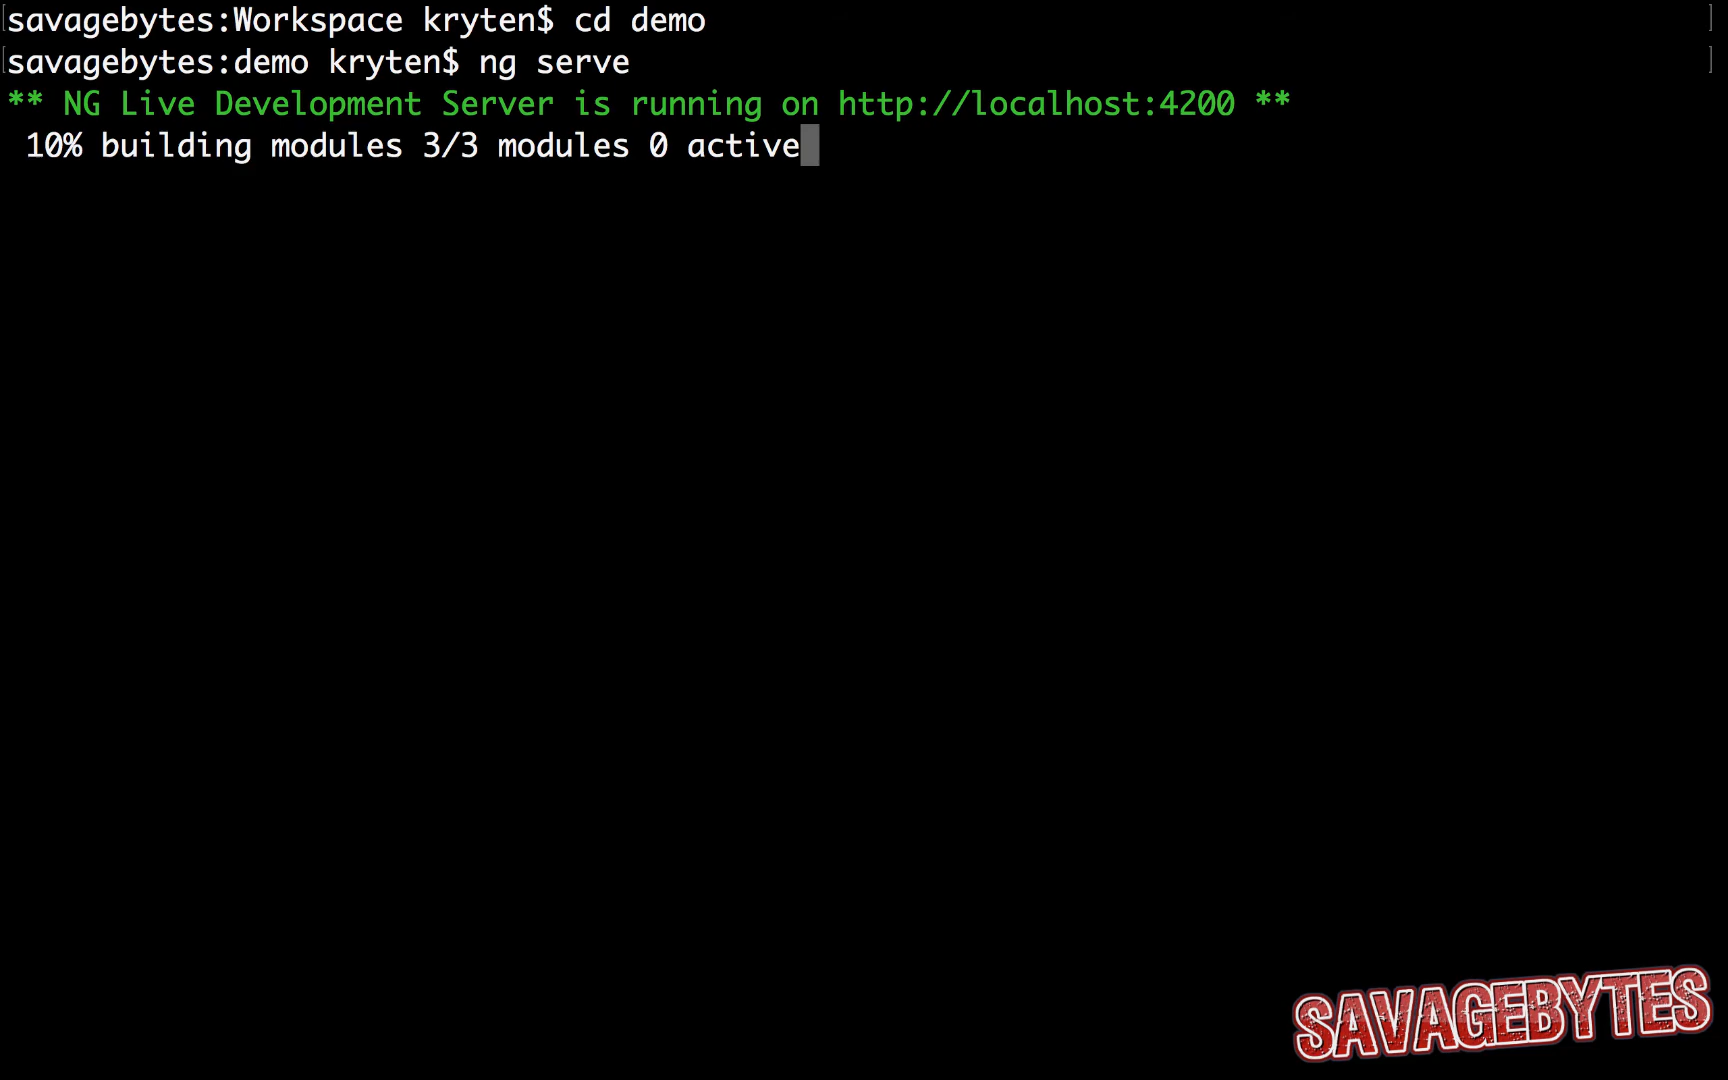 savagebytes:Workspace kryten$ cd demo
savagebytes:demo kryten$ ng serve
** NG Live Development Server is running on http://localhost:4200 **
10% building modules 3/3 modules 0 active
SAVAGEBYTES